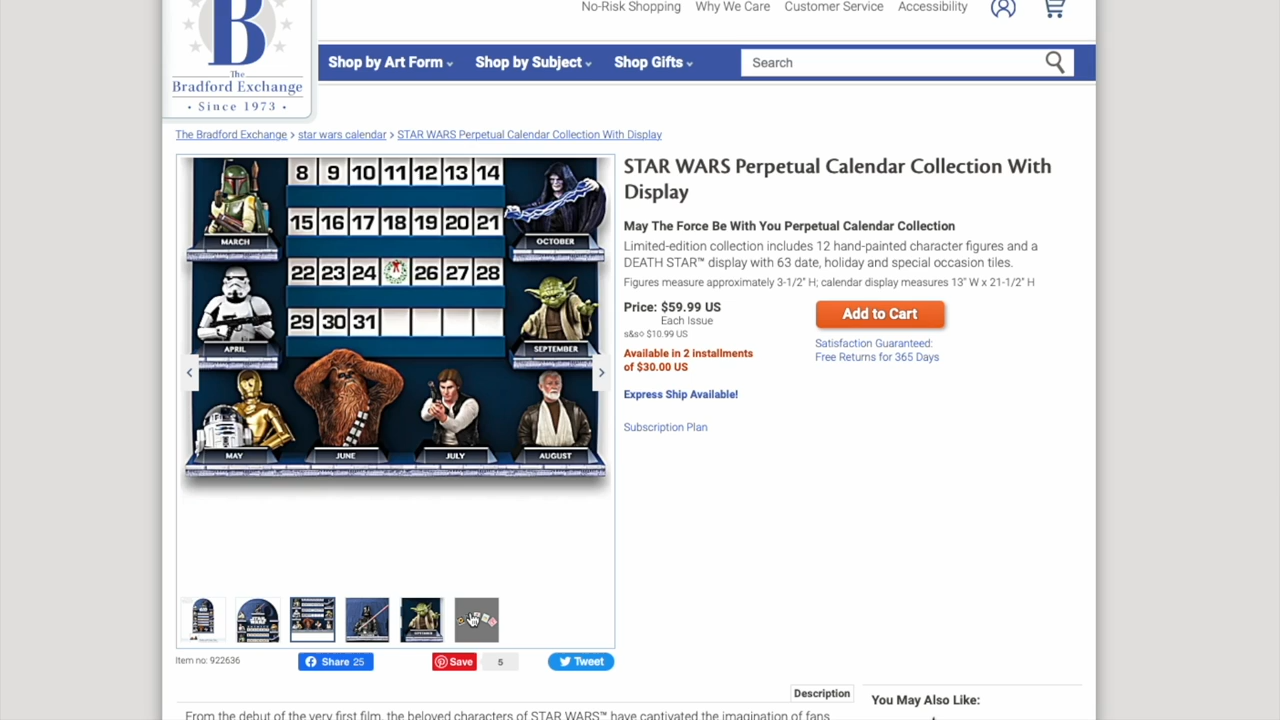 No-Risk Shopping Why We Care Customer Service Accessibility
B
The
Bradford Exchange
• Since 1973 •
Shop by Art Form Shop by Subject Shop Gifts Search
The Bradford Exchange > star wars calendar > STAR WARS Perpetual Calendar Collection With Display
8 9 10 11 12 13 14
MARCH OCTOBER
15 16 17 18 19 20 21
22 23 24 26 27 28
29 30 31
APRIL SEPTEMBER
MAY JUNE JULY AUGUST
STAR WARS Perpetual Calendar Collection With
Display
May The Force Be With You Perpetual Calendar Collection
Limited-edition collection includes 12 hand-painted character figures and a
DEATH STAR™ display with 63 date, holiday and special occasion tiles.
Figures measure approximately 3-1/2" H; calendar display measures 13" W x 21-1/2" H
Price: $59.99 US
Each Issue
s&s◊ $10.99 US
Available in 2 installments
of $30.00 US
Express Ship Available!
Subscription Plan
Add to Cart
Satisfaction Guaranteed:
Free Returns for 365 Days
Item no: 922636
Share 25
Save 5
Tweet
Description
You May Also Like:
From the debut of the very first film, the beloved characters of STAR WARS™ have captivated the imagination of fans